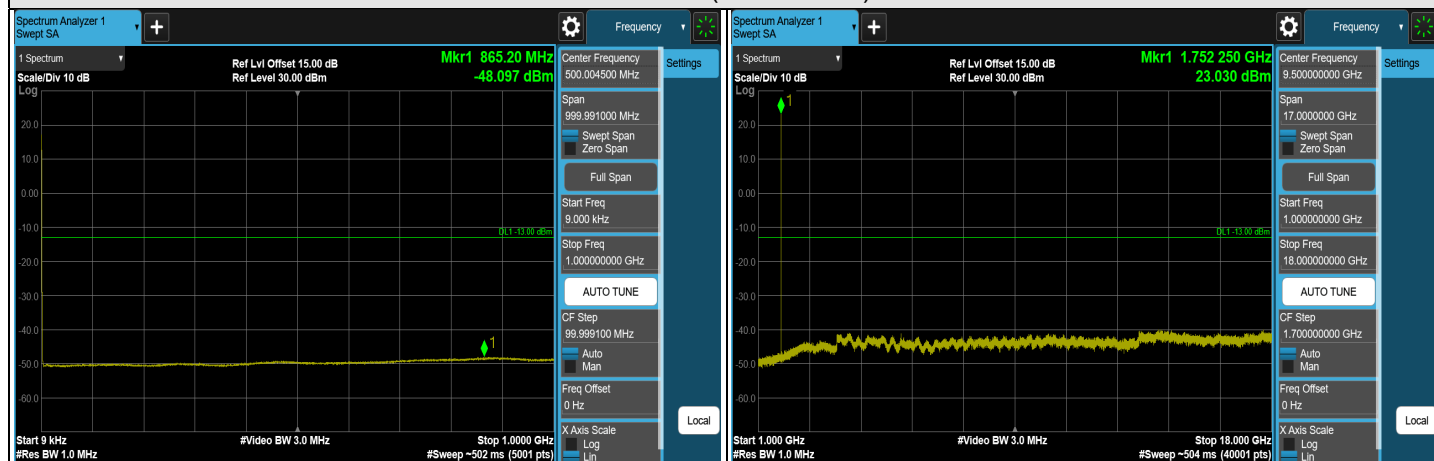 Spectrum Analyzer 1
Swept SA
+
Frequency
1 Spectrum
Scale/Div 10 dB
Log
Ref Lvl Offset 15.00 dB
Ref Level 30.00 dBm
Mkr1 865.20 MHz
-48.097 dBm
1
20.0
10.0
0.00
-10.0
-20.0
-30.0
-40.0
-50.0
-60.0
DL1 -13.00 dBm
Start 9 kHz
#Res BW 1.0 MHz
#Video BW 3.0 MHz
Stop 1.0000 GHz
#Sweep ~502 ms (5001 pts)
Center Frequency
500.004500 MHz
Span
999.991000 MHz
Swept Span
Zero Span
Full Span
Start Freq
9.000 kHz
Stop Freq
1.000000000 GHz
AUTO TUNE
CF Step
99.999100 MHz
Auto
Man
Freq Offset
0 Hz
X Axis Scale
Log
Lin
Settings
Local
Spectrum Analyzer 1
Swept SA
+
Frequency
1 Spectrum
Scale/Div 10 dB
Log
Ref Lvl Offset 15.00 dB
Ref Level 30.00 dBm
Mkr1 1.752 250 GHz
23.030 dBm
1
20.0
10.0
0.00
-10.0
-20.0
-30.0
-40.0
-50.0
-60.0
DL1 -13.00 dBm
Start 1.000 GHz
#Res BW 1.0 MHz
#Video BW 3.0 MHz
Stop 18.000 GHz
#Sweep ~504 ms (40001 pts)
Center Frequency
9.500000000 GHz
Span
17.0000000 GHz
Swept Span
Zero Span
Full Span
Start Freq
1.000000000 GHz
Stop Freq
18.000000000 GHz
AUTO TUNE
CF Step
1.700000000 GHz
Auto
Man
Freq Offset
0 Hz
X Axis Scale
Log
Lin
Settings
Local